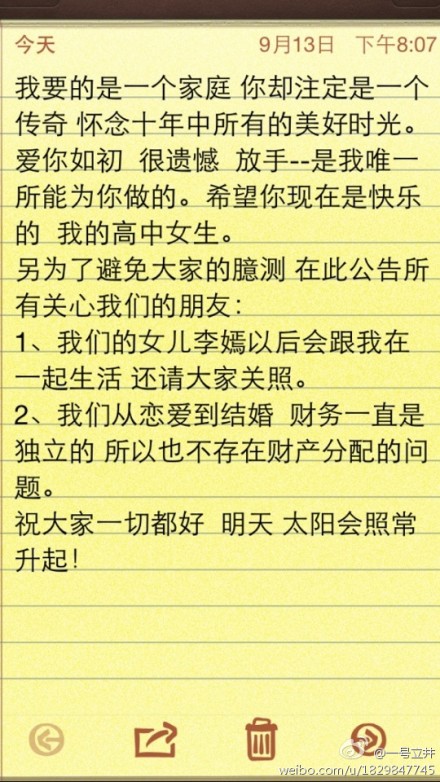 今天 9月13日 下午8:07
我要的是一个家庭 你却注定是一个
传奇 怀念十年中所有的美好时光。
爱你如初 很遗憾 放手--是我唯一
所能为你做的。希望你现在是快乐
的 我的高中女生。
另为了避免大家的臆测 在此公告所
有关心我们的朋友：
1、我们的女儿李嫣以后会跟我在
一起生活 还请大家关照。
2、我们从恋爱到结婚 财务一直是
独立的 所以也不存在财产分配的问
题。
祝大家一切都好 明天 太阳会照常
升起！
@一号立井
weibo.com/u/1829847745